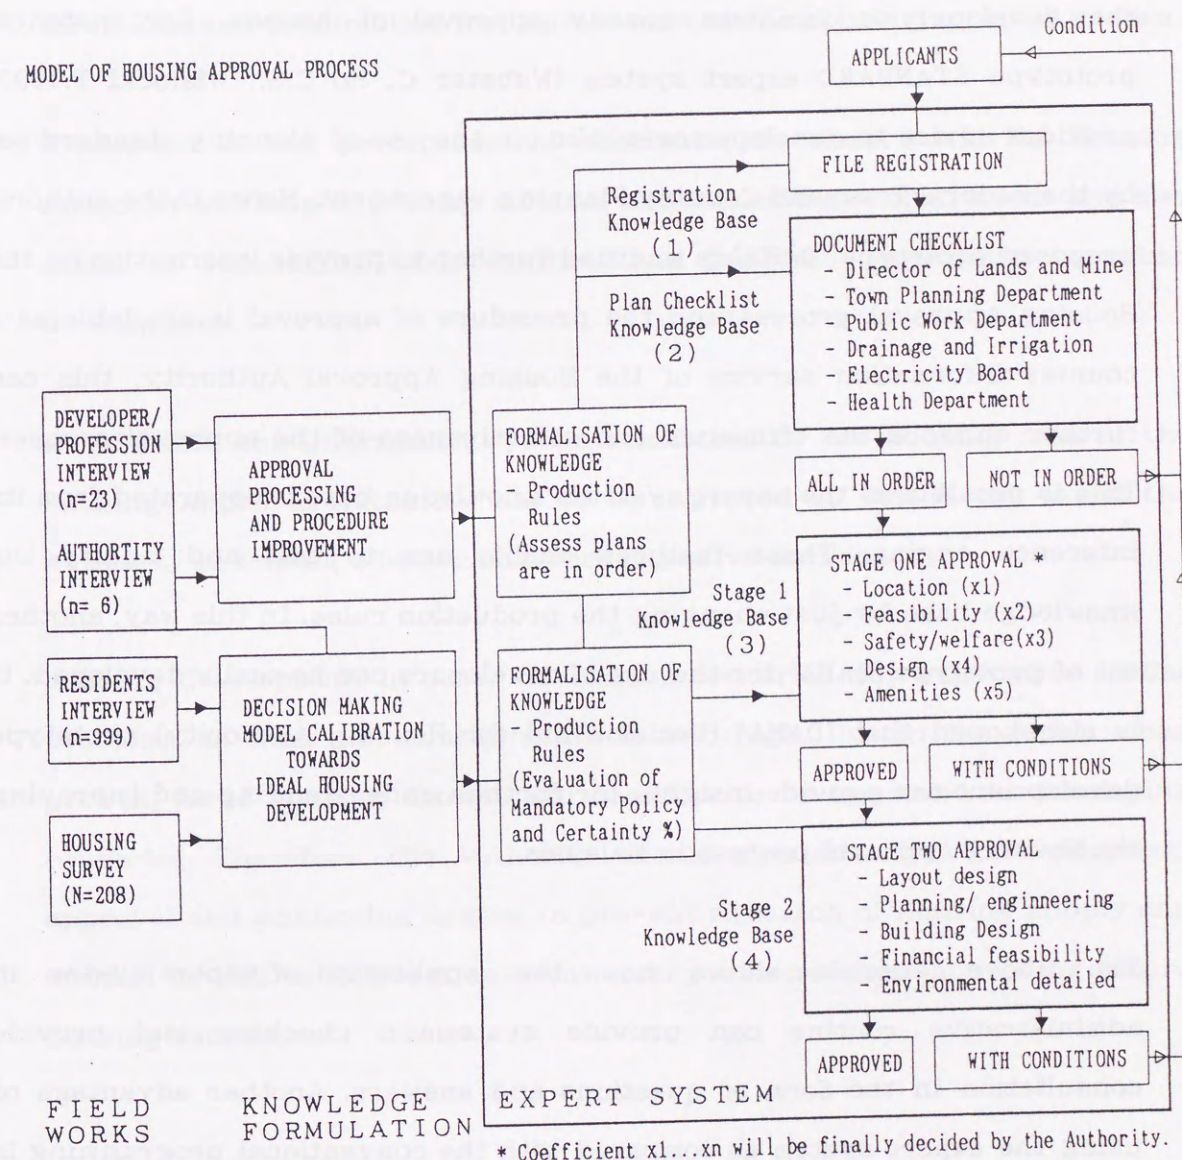 Condition
APPLICANTS
MODEL OF HOUSING APPROVAL PROCESS
FILE REGISTRATION
Registration
Knowledge Base
(1)
Plan Checklist
Knowledge Base
(2)
DOCUMENT CHECKLIST
- Director of Lands and Mine
- Town Planning Department
- Public Work Department
- Drainage and Irrigation
- Electricity Board
- Health Department
ALL IN ORDER
NOT IN ORDER
DEVELOPER/
PROFESSION
INTERVIEW
(n=23)
AUTHORTITY
INTERVIEW
(n= 6)
APPROVAL
PROCESSING
AND PROCEDURE
IMPROVEMENT
FORMALISATION OF
KNOWLEDGE
- Production
Rules
(Assess plans
are in order)
Stage 1
Knowledge Base
(3)
STAGE ONE APPROVAL *
- Location (x1)
- Feasibility (x2)
- Safety/welfare(x3)
- Design (x4)
- Amenities (x5)
RESIDENTS
INTERVIEW
(n=999)
HOUSING
SURVEY
(N=208)
DECISION MAKING
MODEL CALIBRATION
TOWARDS
IDEAL HOUSING
DEVELOPMENT
FORMALISATION OF
KNOWLEDGE
- Production
Rules
(Evaluation of
Mandatory Policy
and Certainty %)
APPROVED
WITH CONDITIONS
Stage 2
Knowledge Base
(4)
STAGE TWO APPROVAL
- Layout design
- Planning/ enginneering
- Building Design
- Financial feasibility
- Environmental detailed
APPROVED
WITH CONDITIONS
FIELD
WORKS
KNOWLEDGE
FORMULATION
EXPERT SYSTEM
* Coefficient x1...xn will be finally decided by the Authority.